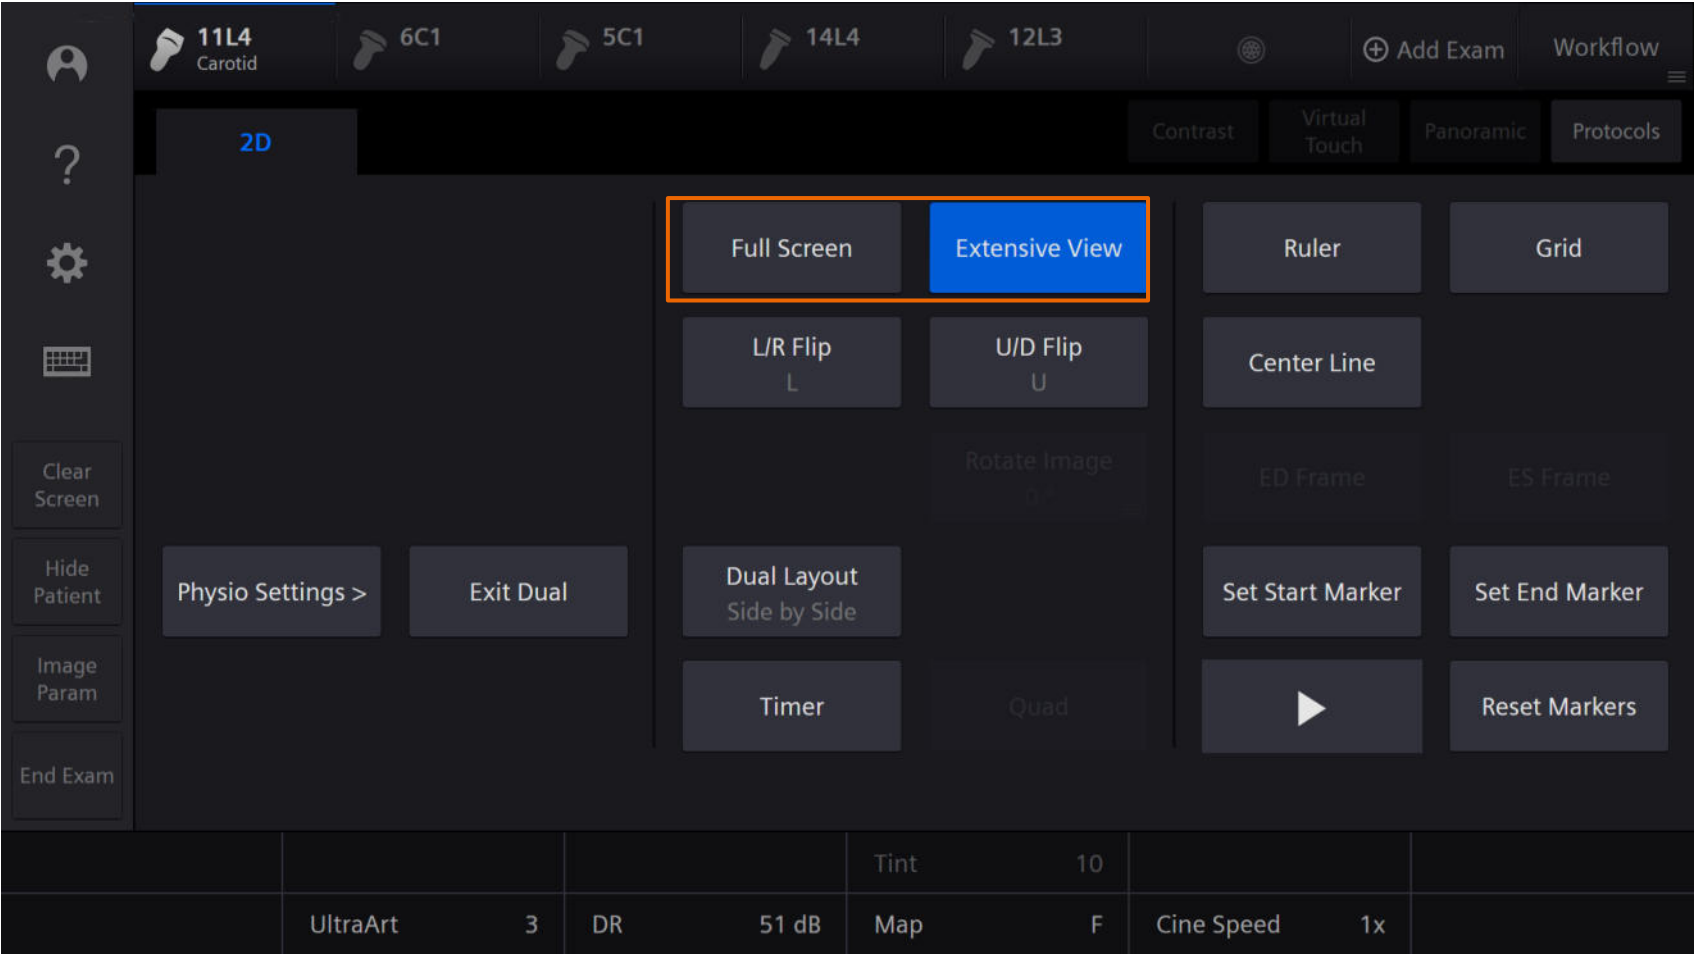 11L4
Carotid
6C1
5C1
14L4
12L3
Add Exam
Workflow
2D
Contrast
Virtual
Touch
Panoramic
Protocols
Full Screen
Extensive View
Ruler
Grid
L/R Flip
L
U/D Flip
U
Center Line
Clear
Screen
Rotate Image
ED Frame
ES Frame
Hide
Patient
Physio Settings >
Exit Dual
Dual Layout
Side by Side
Set Start Marker
Set End Marker
Image
Param
Timer
Quad
Reset Markers
End Exam
Tint 10
UltraArt 3
DR 51 dB
Map F
Cine Speed 1x